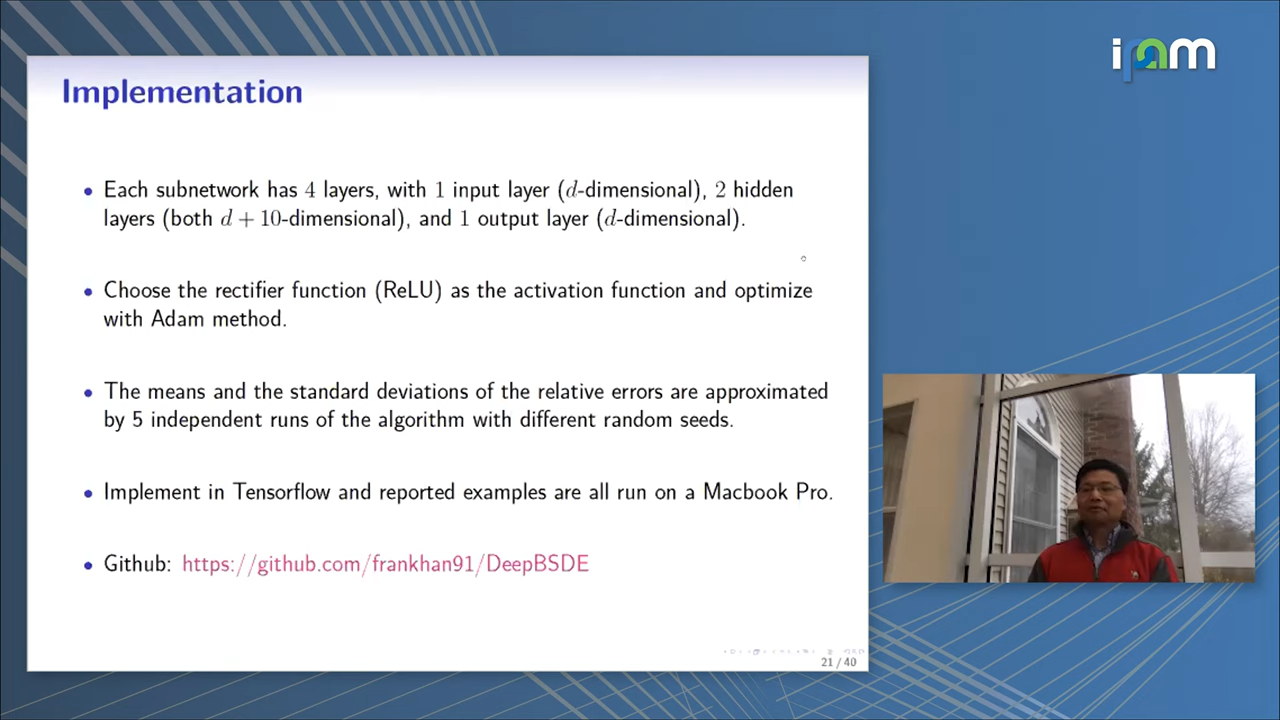 ipam
Implementation
Each subnetwork has 4 layers, with 1 input layer (d-dimensional), 2 hidden
layers (both d + 10-dimensional), and 1 output layer (d-dimensional).
Choose the rectifier function (ReLU) as the activation function and optimize
with Adam method.
The means and the standard deviations of the relative errors are approximated
by 5 independent runs of the algorithm with different random seeds.
Implement in Tensorflow and reported examples are all run on a Macbook Pro.
Github: https://github.com/frankhan91/DeepBSDE
21 / 40